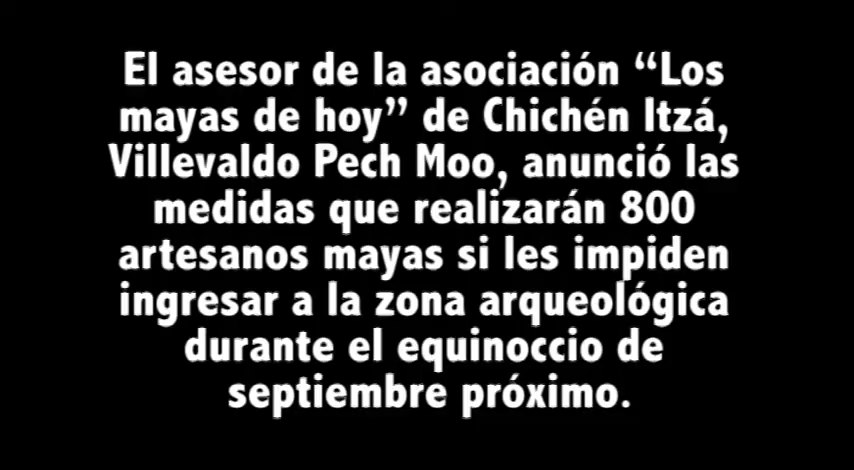 El asesor de la asociación “Los
mayas de hoy” de Chichén Itzá,
Villevaldo Pech Moo, anunció las
medidas que realizarán 800
artesanos mayas si les impiden
ingresar a la zona arqueológica
durante el equinoccio de
septiembre próximo.